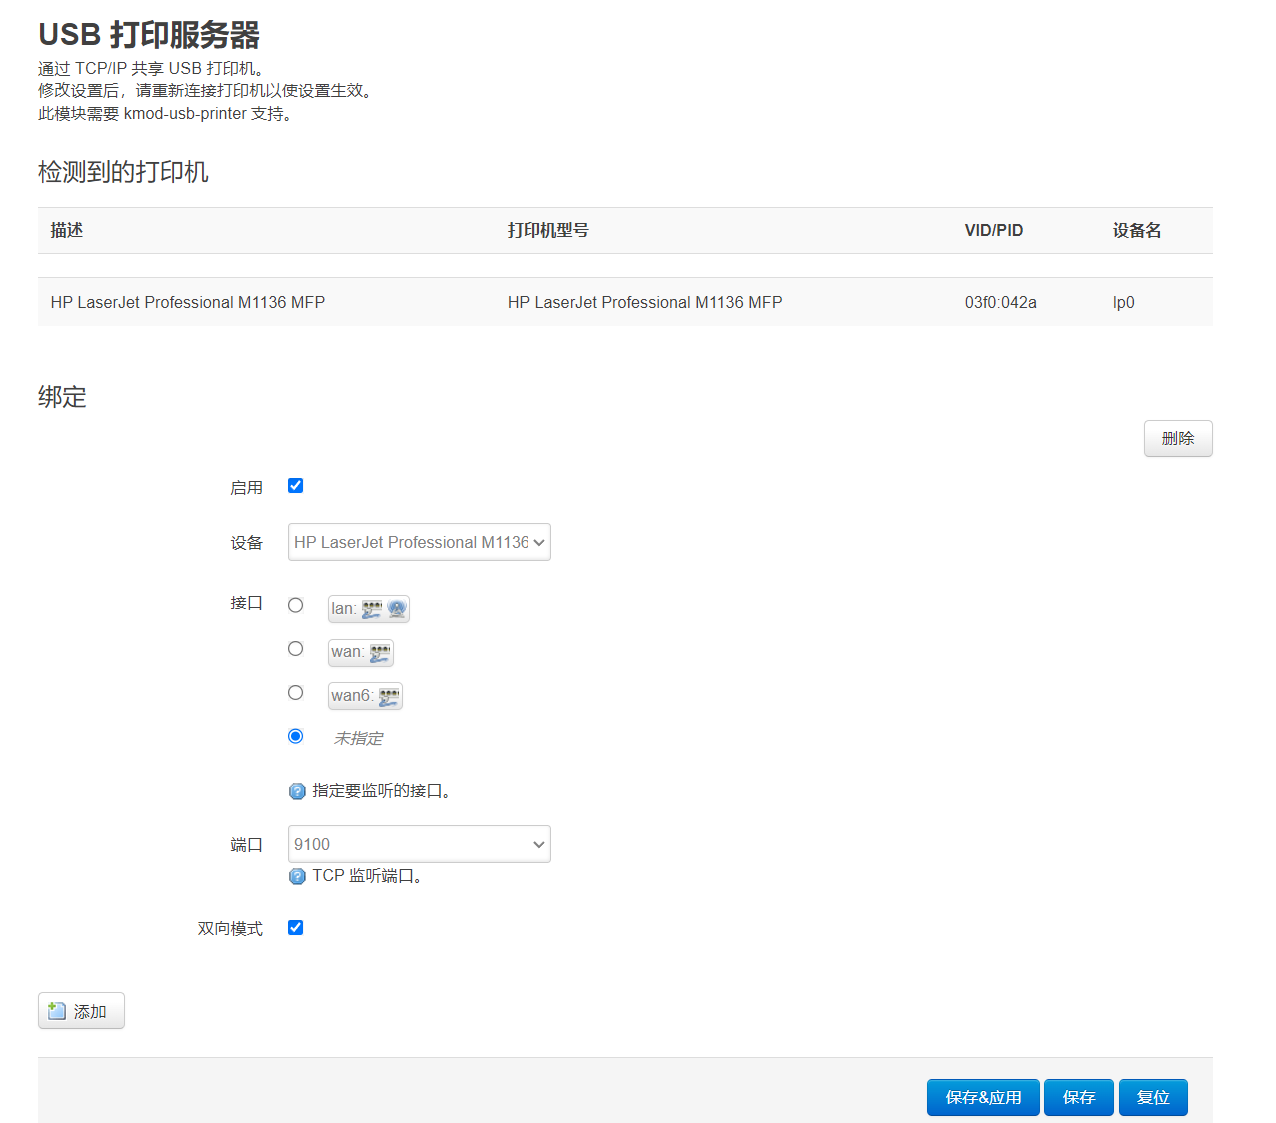 USB 打印服务器
通过 TCP/IP 共享 USB 打印机。
修改设置后，请重新连接打印机以使设置生效。
此模块需要 kmod-usb-printer 支持。
检测到的打印机
描述 打印机型号 VID/PID 设备名
HP LaserJet Professional M1136 MFP HP LaserJet Professional M1136 MFP 03f0:042a lp0
绑定
删除
启用
设备 HP LaserJet Professional M1136
接口 lan:
wan:
wan6:
未指定
指定要监听的接口。
端口 9100
TCP 监听端口。
双向模式
添加
保存&应用 保存 复位